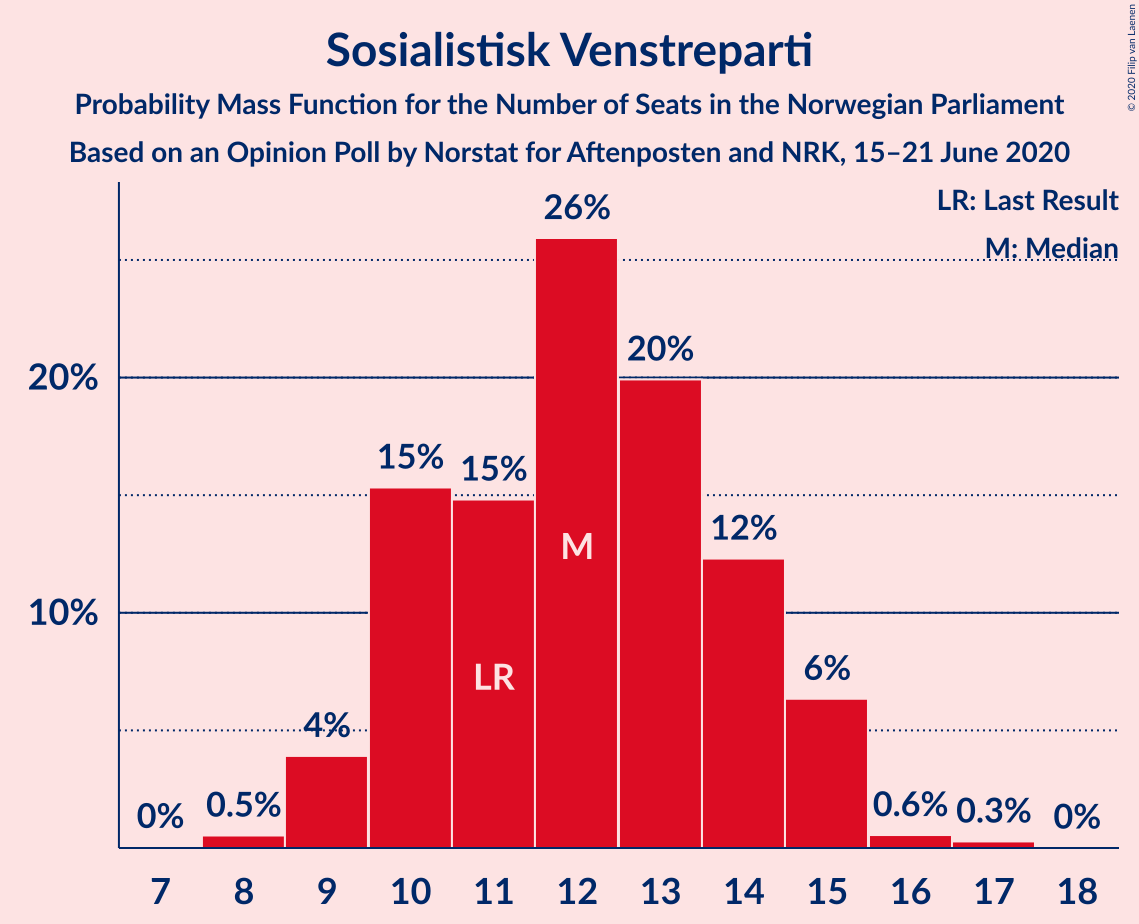 Sosialistisk Venstreparti
Probability Mass Function for the Number of Seats in the Norwegian Parliament
Based on an Opinion Poll by Norstat for Aftenposten and NRK, 15–21 June 2020
© 2020 Filip van Laenen
LR: Last Result
M: Median
26%
20%
20%
15%
15%
12%
M
10%
LR
6%
4%
0%
0.5%
0.6%
0.3%
0%
7 8 9 10 11 12 13 14 15 16 17 18